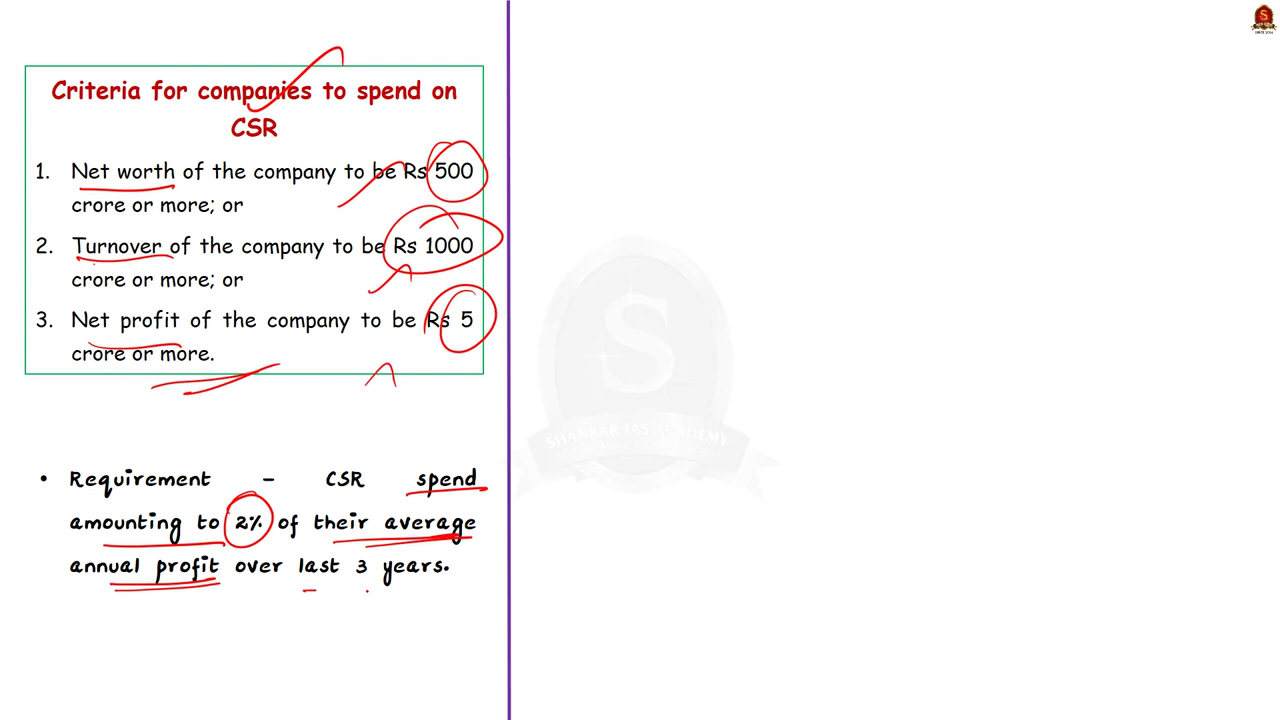 Criteria for companies to spend on
CSR
1. Net worth of the company to be Rs 500
crore or more; or
2. Turnover of the company to be Rs 1000
crore or more; or
3. Net profit of the company to be Rs 5
crore or more.
• Requirement – CSR spend
amounting to 2% of their average
annual profit over last 3 years.
S
SHANKAR IAS ACADEMY
S